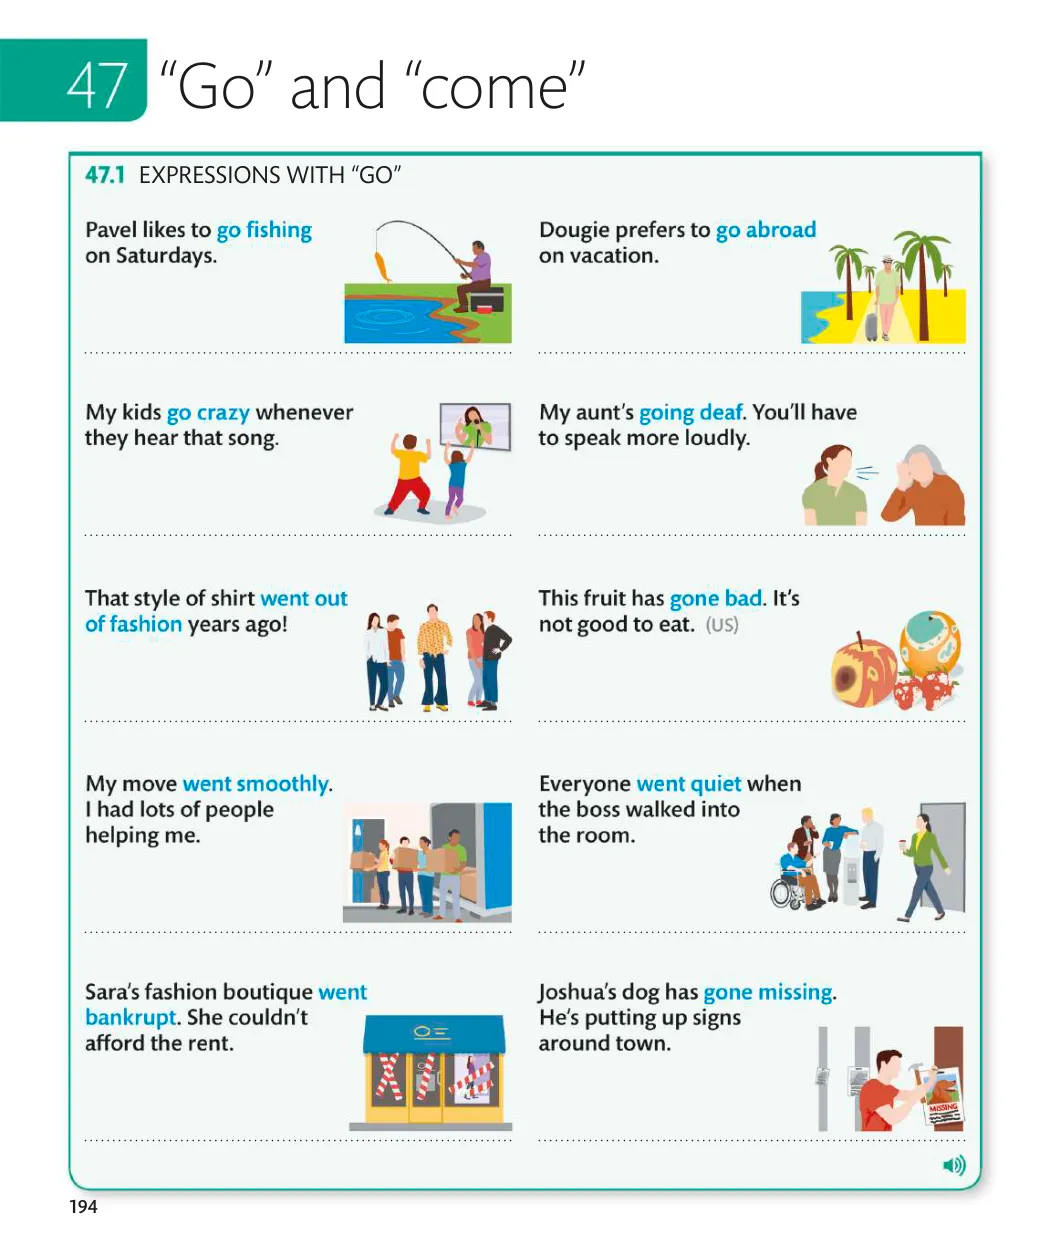 47 “Go” and “come”
47.1 EXPRESSIONS WITH “GO”
Pavel likes to go fishing
on Saturdays.
Dougie prefers to go abroad
on vacation.
My kids go crazy whenever
they hear that song.
My aunt’s going deaf. You’ll have
to speak more loudly.
That style of shirt went out
of fashion years ago!
This fruit has gone bad. It’s
not good to eat. (US)
My move went smoothly.
I had lots of people
helping me.
Everyone went quiet when
the boss walked into
the room.
Sara’s fashion boutique went
bankrupt. She couldn’t
afford the rent.
Joshua’s dog has gone missing.
He’s putting up signs
around town.
MISSING
194